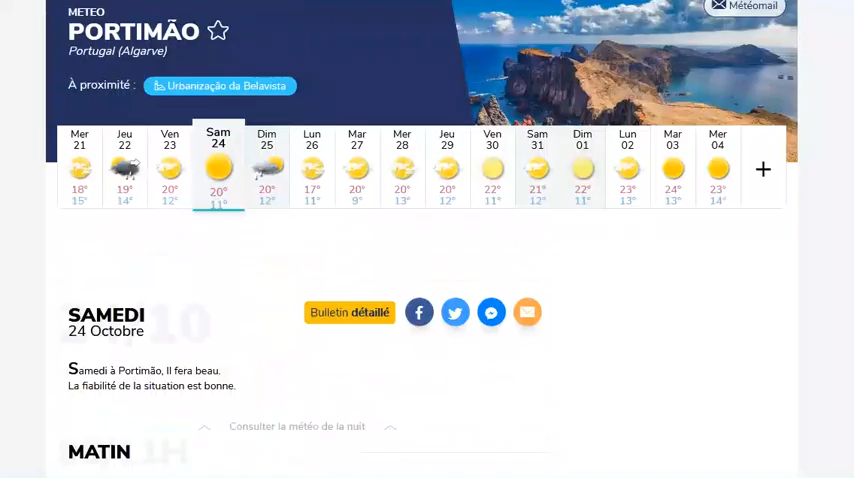 METEO
PORTIMÃO
Portugal (Algarve)
Météomail
À proximité : Urbanização da Belavista
Mer 21 18° 15°
Jeu 22 19° 14°
Ven 23 20° 12°
Sam 24 20° 11°
Dim 25 20° 12°
Lun 26 17° 11°
Mar 27 20° 9°
Mer 28 20° 13°
Jeu 29 20° 12°
Ven 30 22° 11°
Sam 31 21° 12°
Dim 01 22° 11°
Lun 02 23° 13°
Mar 03 24° 13°
Mer 04 23° 14°
+
SAMEDI
24 Octobre
Bulletin détaillé
Samedi à Portimão, Il fera beau.
La fiabilité de la situation est bonne.
Consulter la météo de la nuit
MATIN